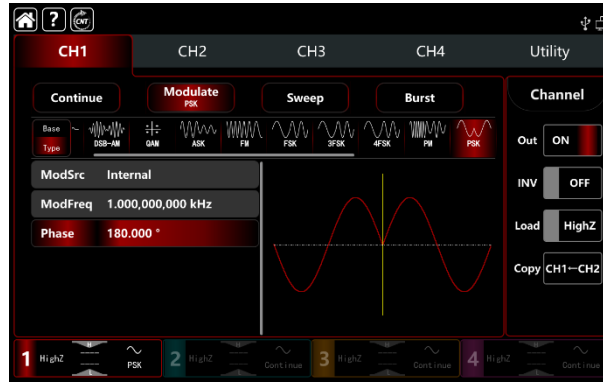 ? CNT
CH1 CH2 CH3 CH4 Utility
Continue Modulate Sweep Burst Channel
PSK
Base
Type DSB-AM QAM ASK FM FSK 3FSK 4FSK PM PSK
Out ON
ModSrc Internal
INV OFF
ModFreq 1.000,000,000 kHz
Phase 180.000 °
Load HighZ
Copy CH1←CH2
1 HighZ PSK 2 HighZ Continue 3 HighZ Continue 4 HighZ Continue